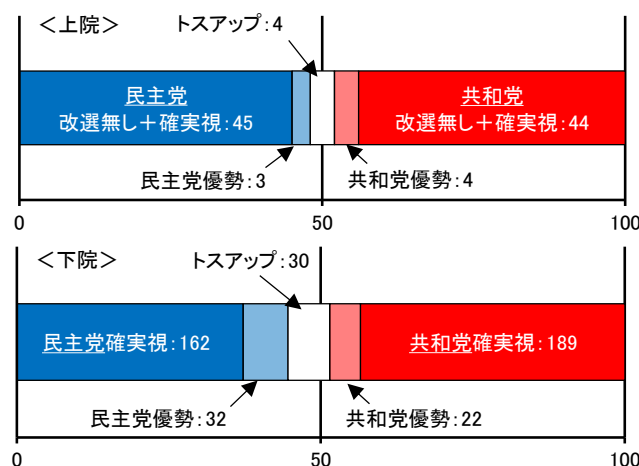 ＜上院＞
トスアップ：4
民主党
改選無し＋確実視：45
共和党
改選無し＋確実視：44
民主党優勢：3
共和党優勢：4
0
50
100
＜下院＞
トスアップ：30
民主党確実視：162
共和党確実視：189
民主党優勢：32
共和党優勢：22
0
50
100